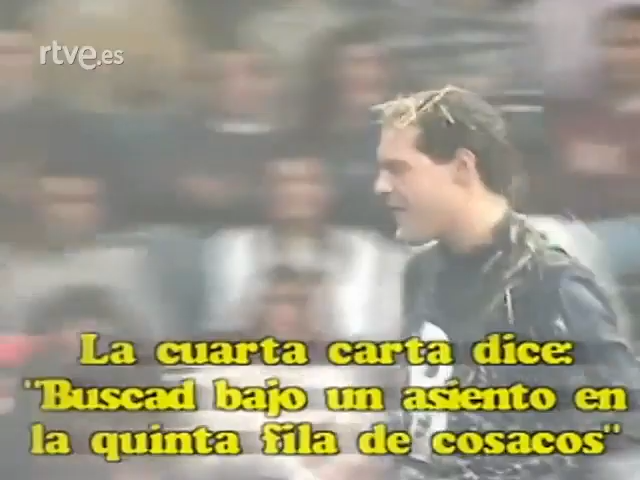 rtve.es
La cuarta carta dice:
"Buscad bajo un asiento en
la quinta fila de cosacos"